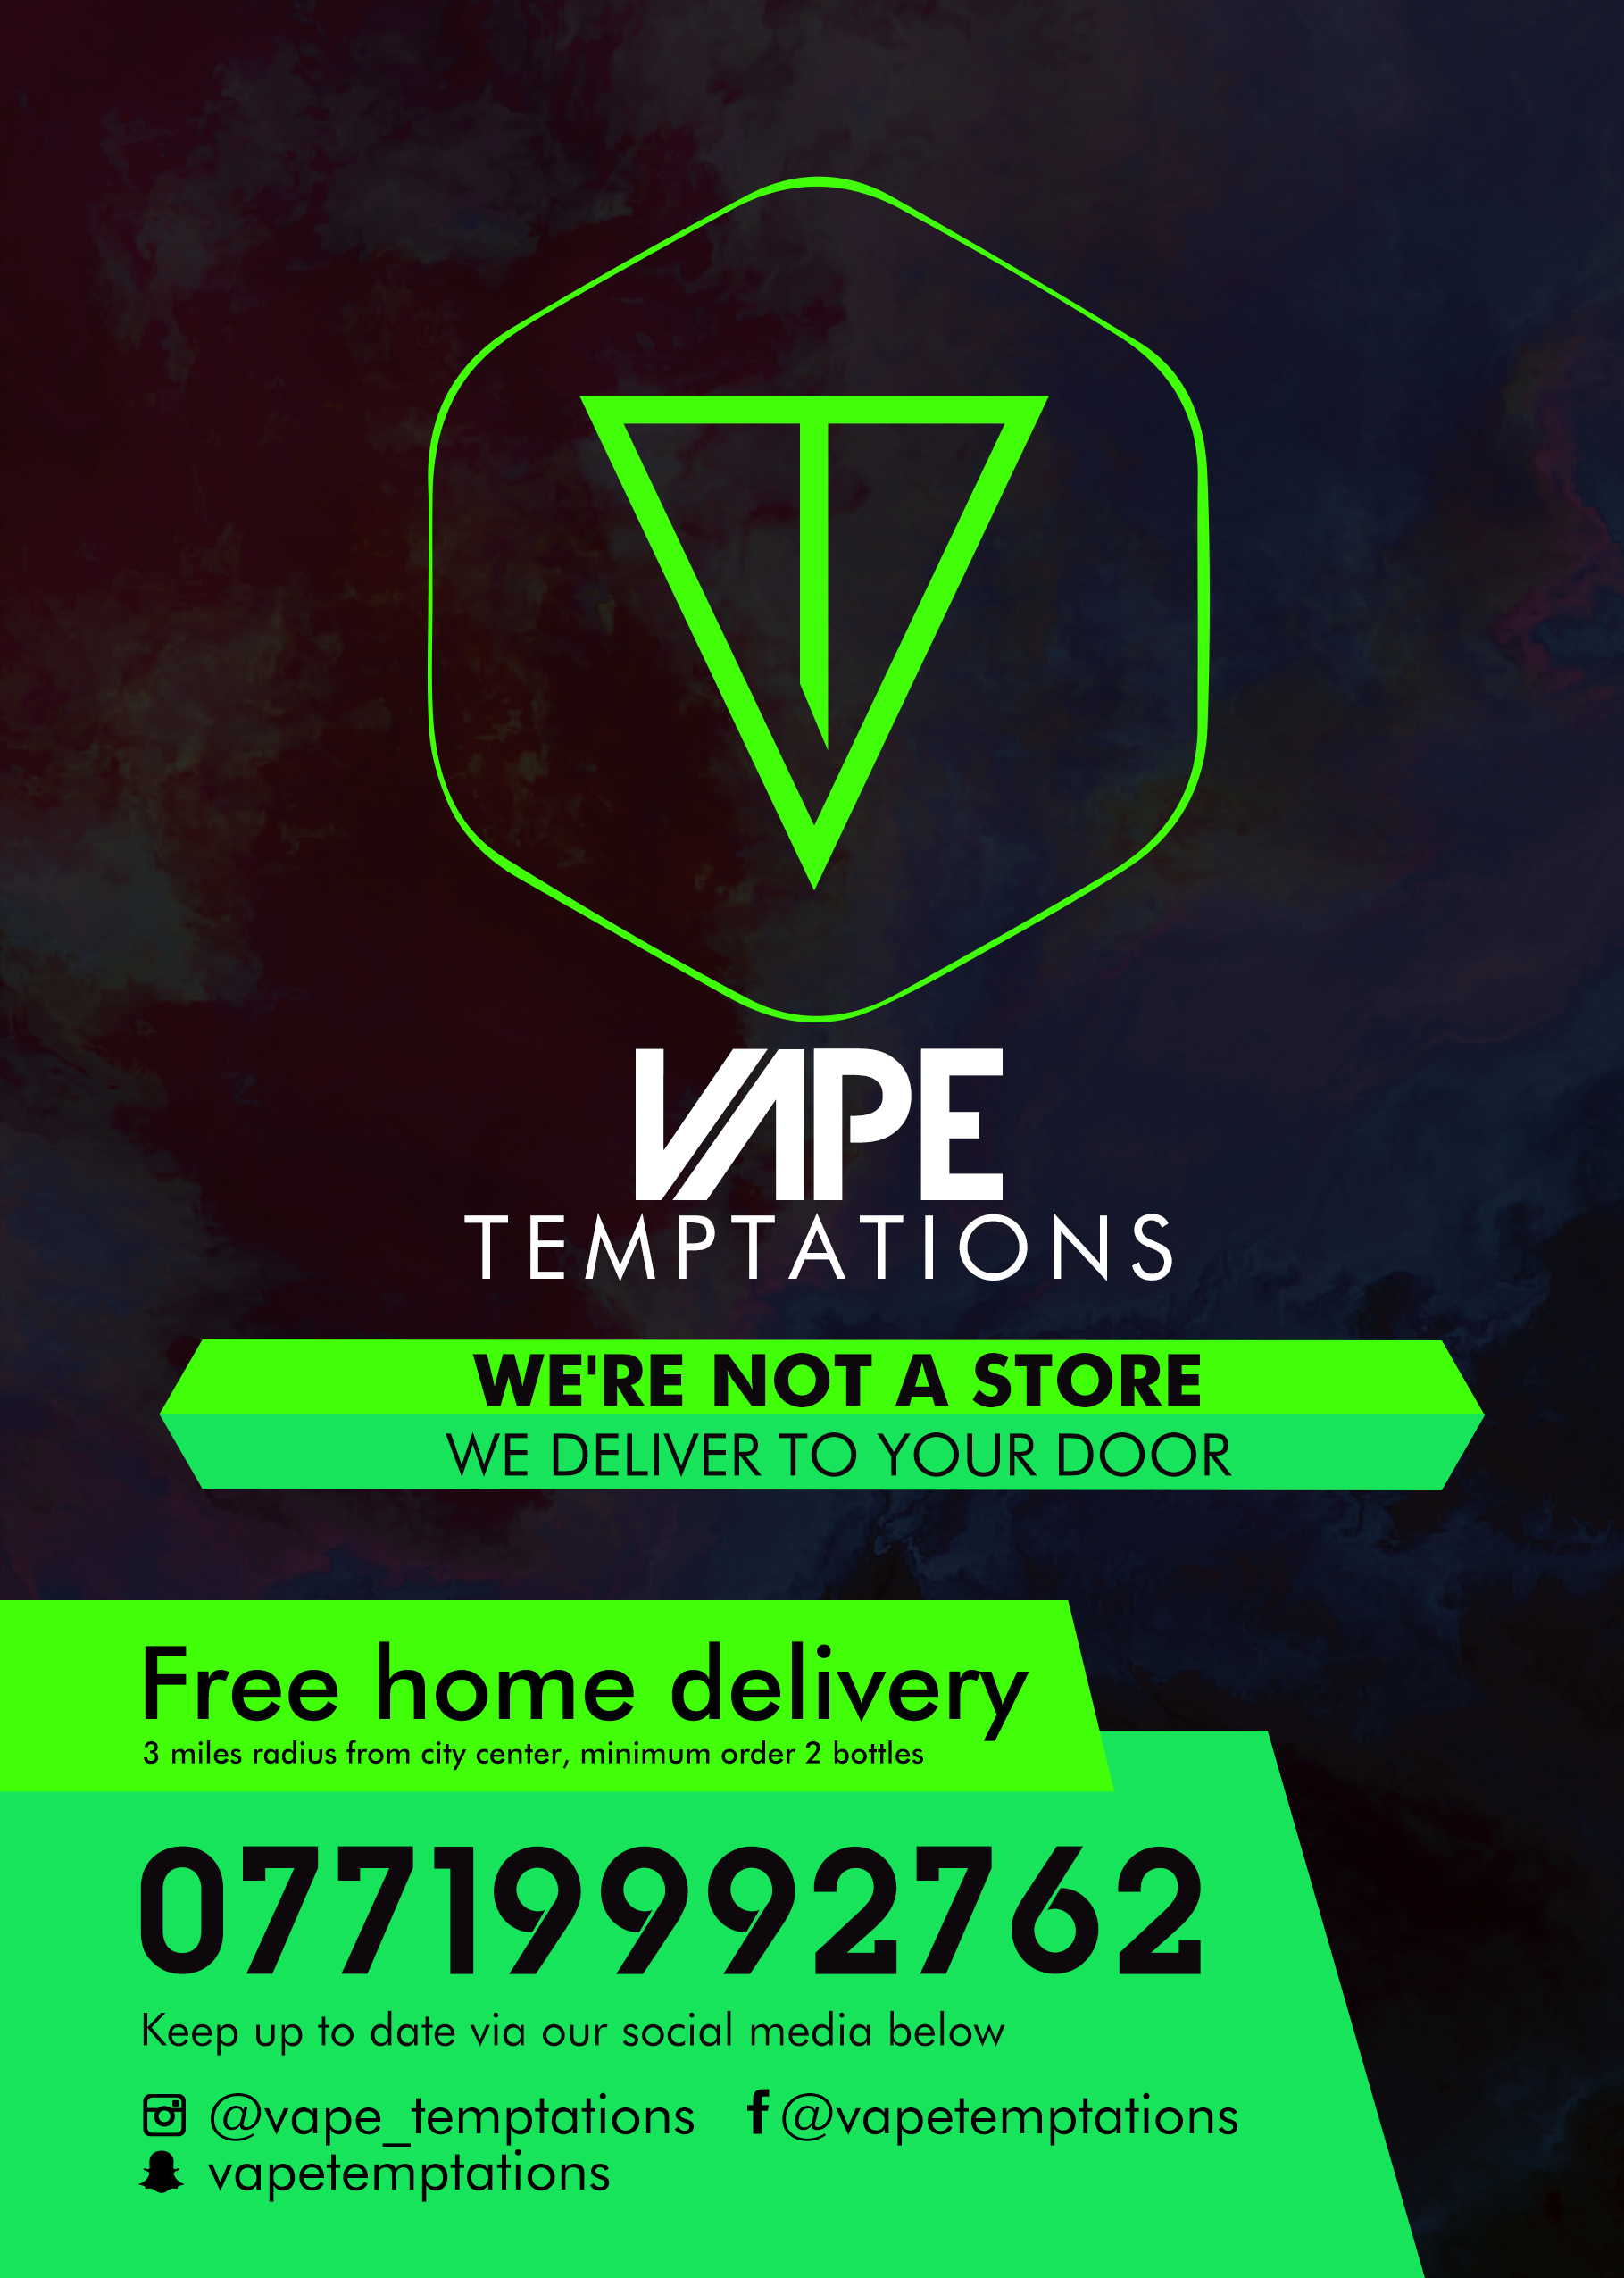 VAPE
TEMPTATIONS
WE'RE NOT A STORE
WE DELIVER TO YOUR DOOR
Free home delivery
3 miles radius from city center, minimum order 2 bottles
07719992762
Keep up to date via our social media below
@vape_temptations f @vapetemptations
vapetemptations